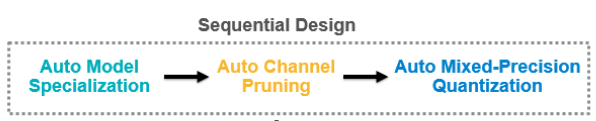 Sequential Design
Auto Model
Specialization
Auto Channel
Pruning
Auto Mixed-Precision
Quantization